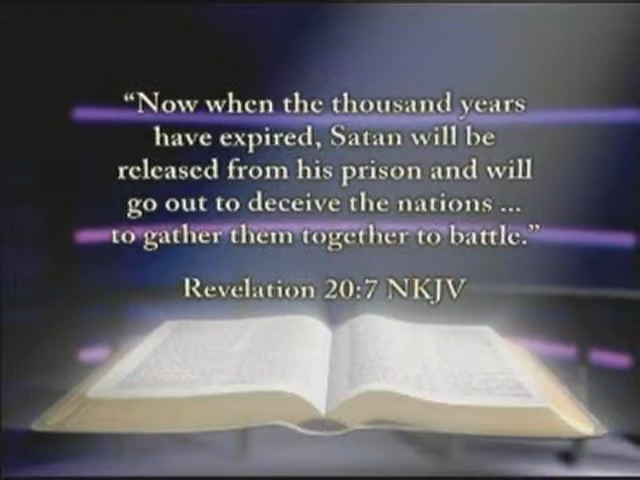 “Now when the thousand years
have expired, Satan will be
released from his prison and will
go out to deceive the nations ...
to gather them together to battle.”
Revelation 20:7 NKJV